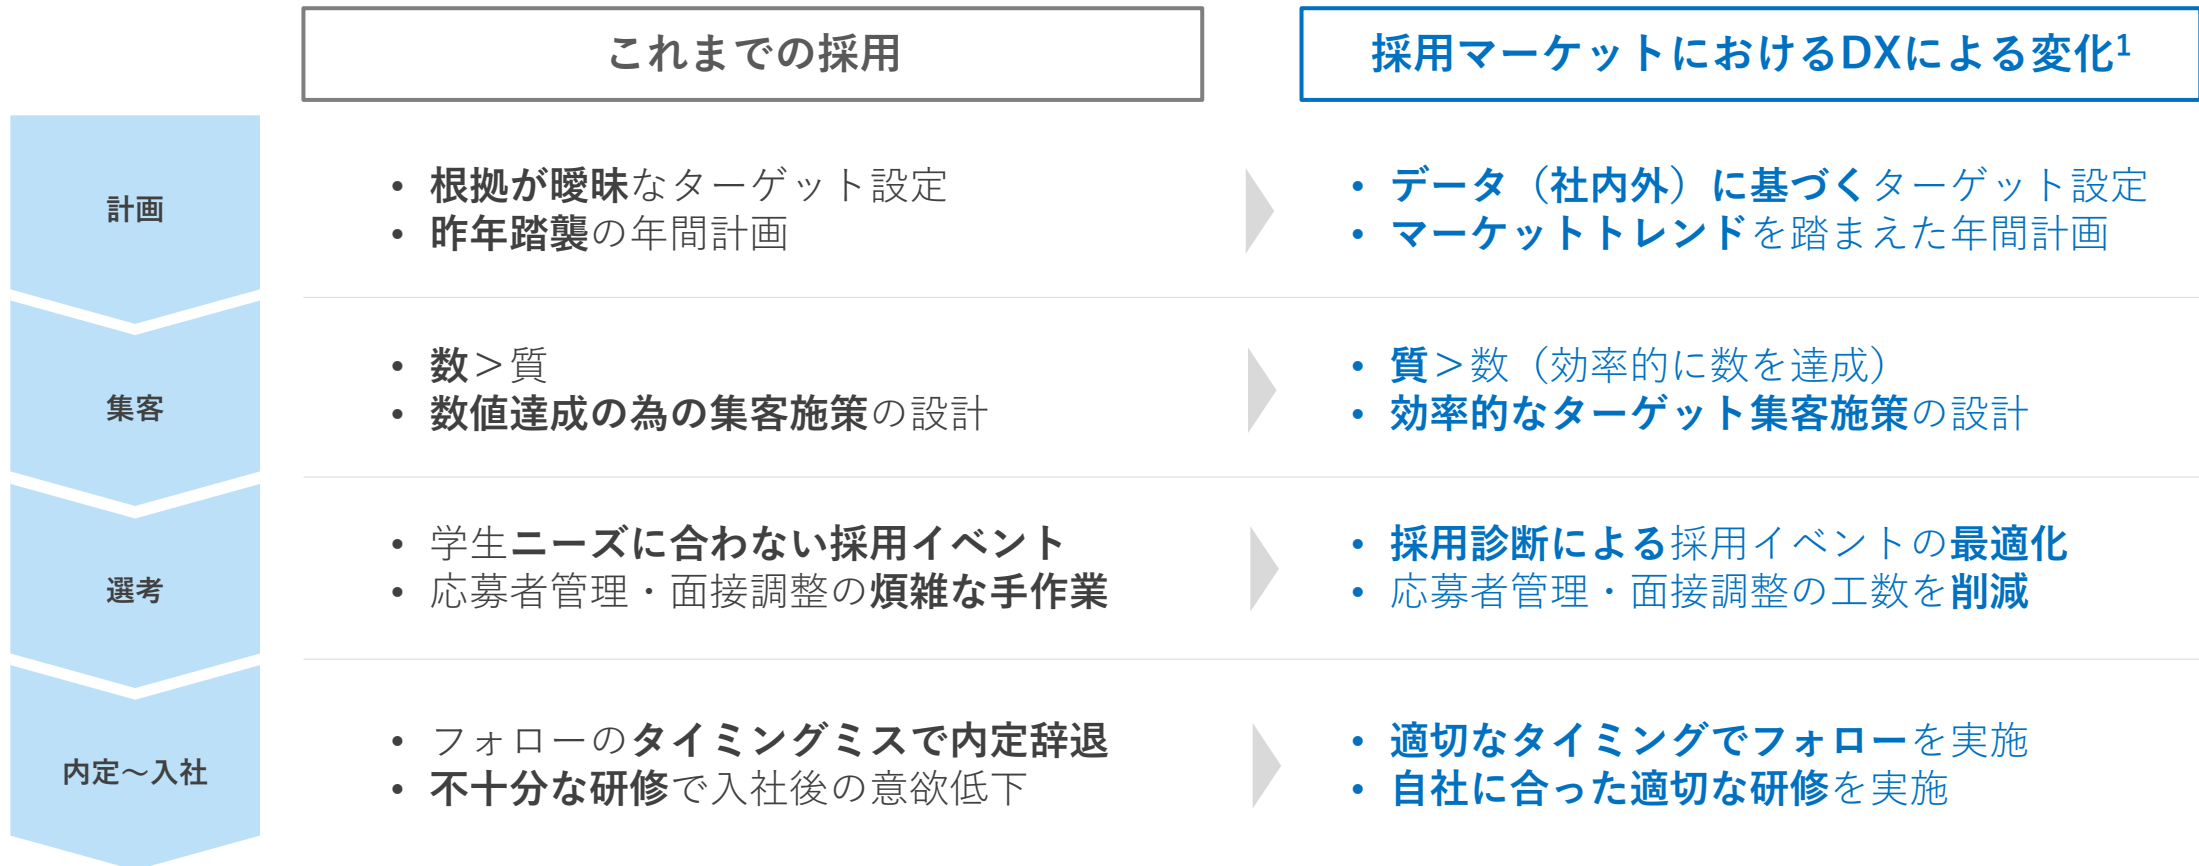 これまでの採用
採用マーケットにおけるDXによる変化1
計画
• 根拠が曖昧なターゲット設定
• 昨年踏襲の年間計画
• データ（社内外）に基づくターゲット設定
• マーケットトレンドを踏まえた年間計画
集客
• 数＞質
• 数値達成の為の集客施策の設計
• 質＞数（効率的に数を達成）
• 効率的なターゲット集客施策の設計
選考
• 学生ニーズに合わない採用イベント
• 応募者管理・面接調整の煩雑な手作業
• 採用診断による採用イベントの最適化
• 応募者管理・面接調整の工数を削減
内定～入社
• フォローのタイミングミスで内定辞退
• 不十分な研修で入社後の意欲低下
• 適切なタイミングでフォローを実施
• 自社に合った適切な研修を実施